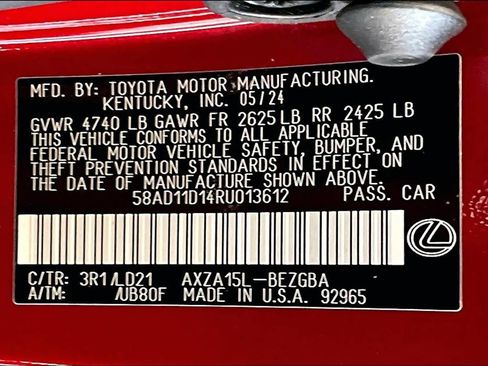 MFD. BY: TOYOTA MOTOR MANUFACTURING.
KENTUCKY, INC. 05/24
GVWR 4740 LB GAWR FR 2625 LB RR 2425 LB
THIS VEHICLE CONFORMS TO ALL APPLICABLE
FEDERAL MOTOR VEHICLE SAFETY, BUMPER, AND
THEFT PREVENTION STANDARDS IN EFFECT ON
THE DATE OF MANUFACTURE SHOWN ABOVE.
58AD11D14RU013612 PASS. CAR
C/TR: 3R1/LD21 AXZA15L-BEZGBA
A/TM: /UB80F MADE IN U.S.A. 92965